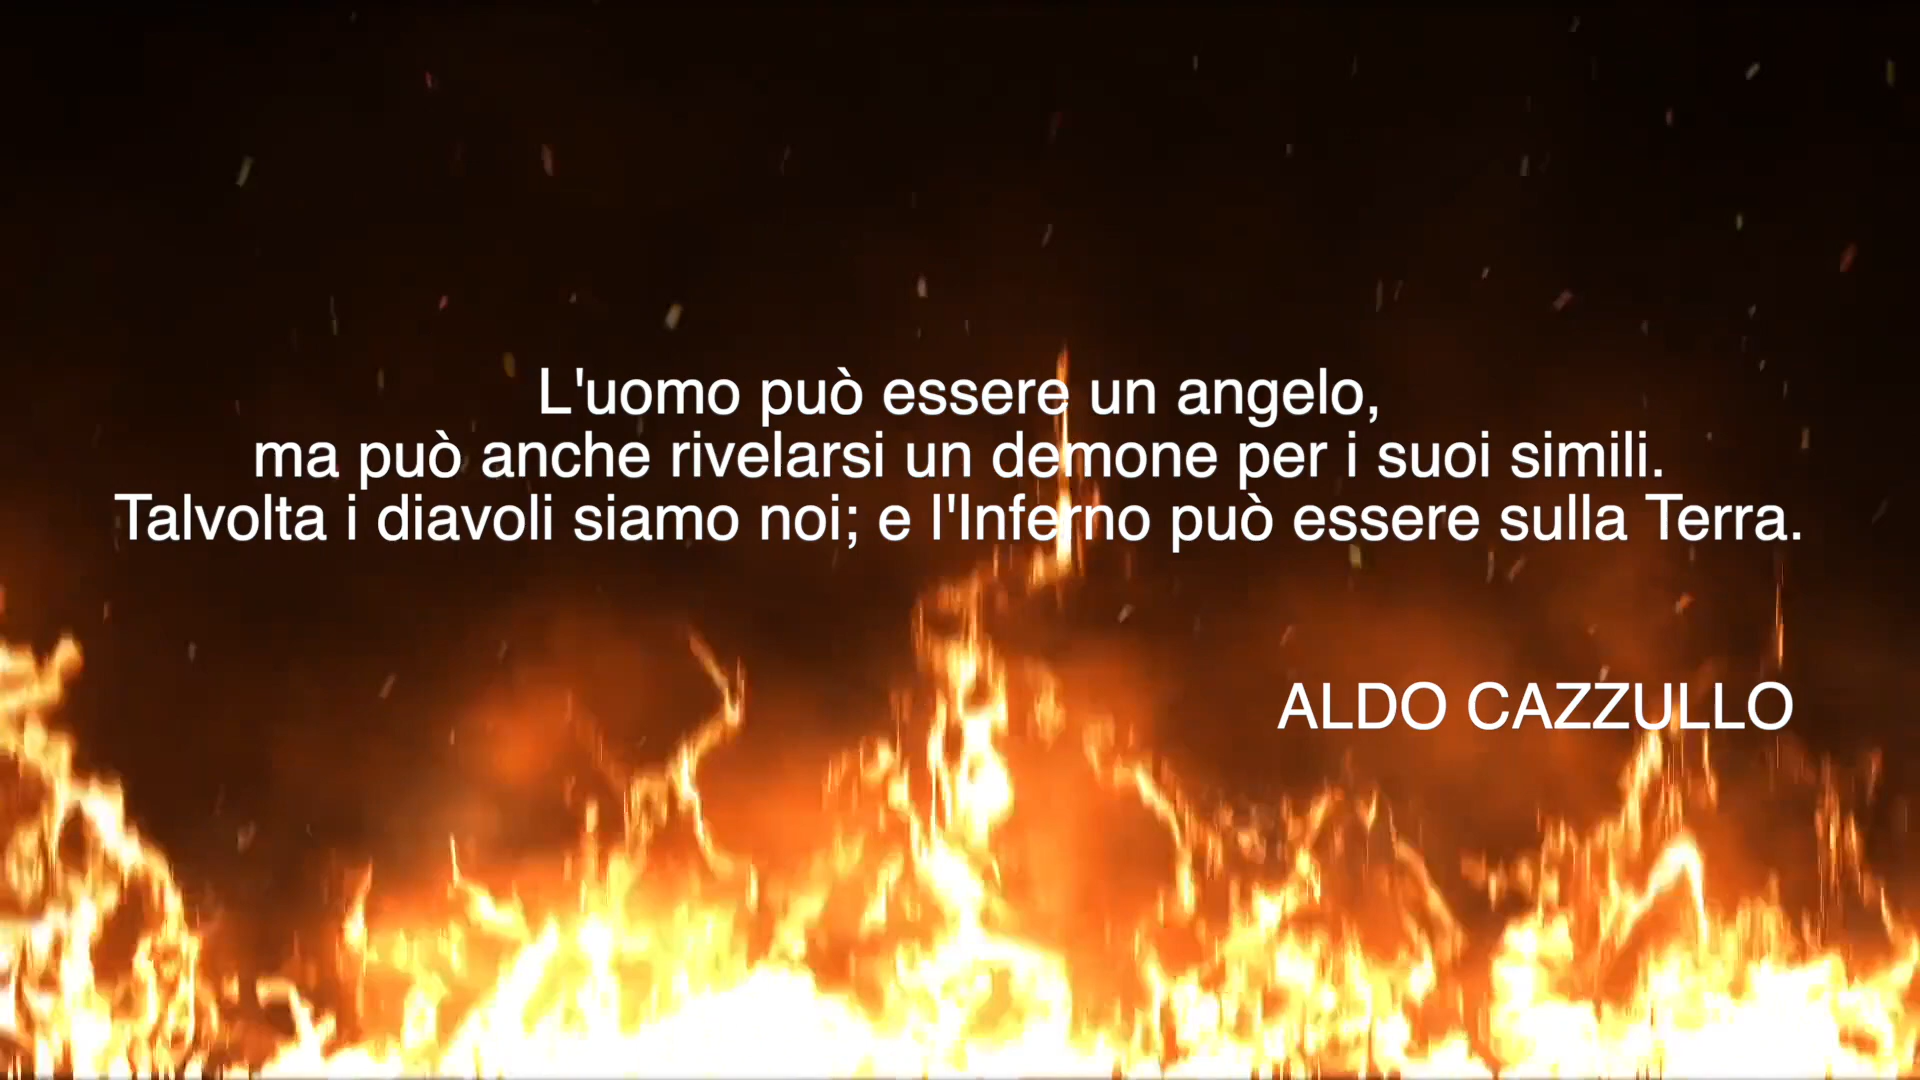 L'uomo può essere un angelo,
ma può anche rivelarsi un demone per i suoi simili.
Talvolta i diavoli siamo noi; e l'Inferno può essere sulla Terra.
ALDO CAZZULLO